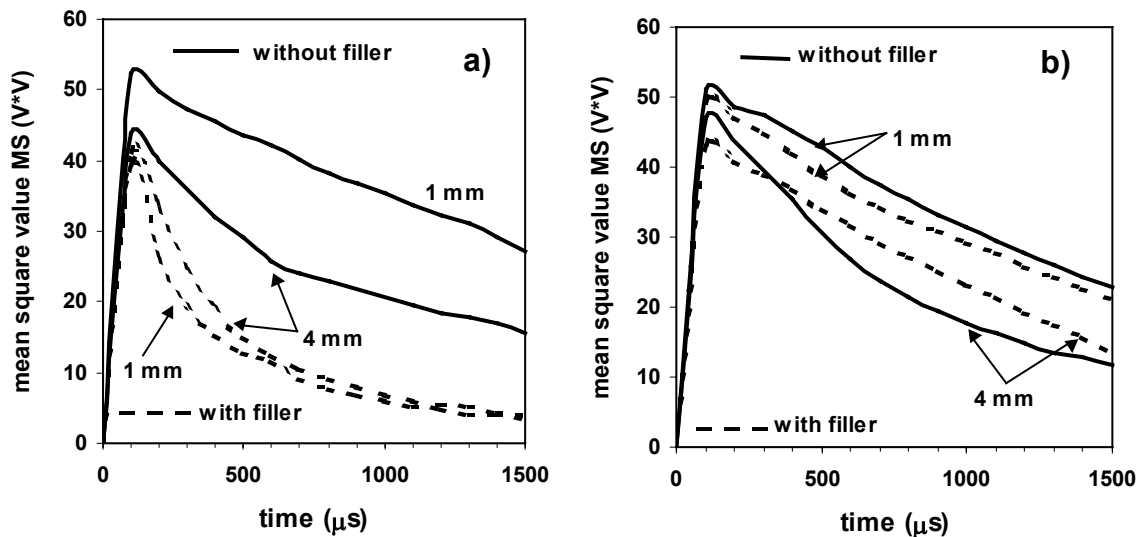 60
50
40
30
20
10
0
mean square value MS (V*V)
without filler
a)
1 mm
4 mm
1 mm
with filler
0
500
1000
1500
time (μs)
60
50
40
30
20
10
0
mean square value MS (V*V)
without filler
b)
1 mm
4 mm
with filler
0
500
1000
1500
time (μs)